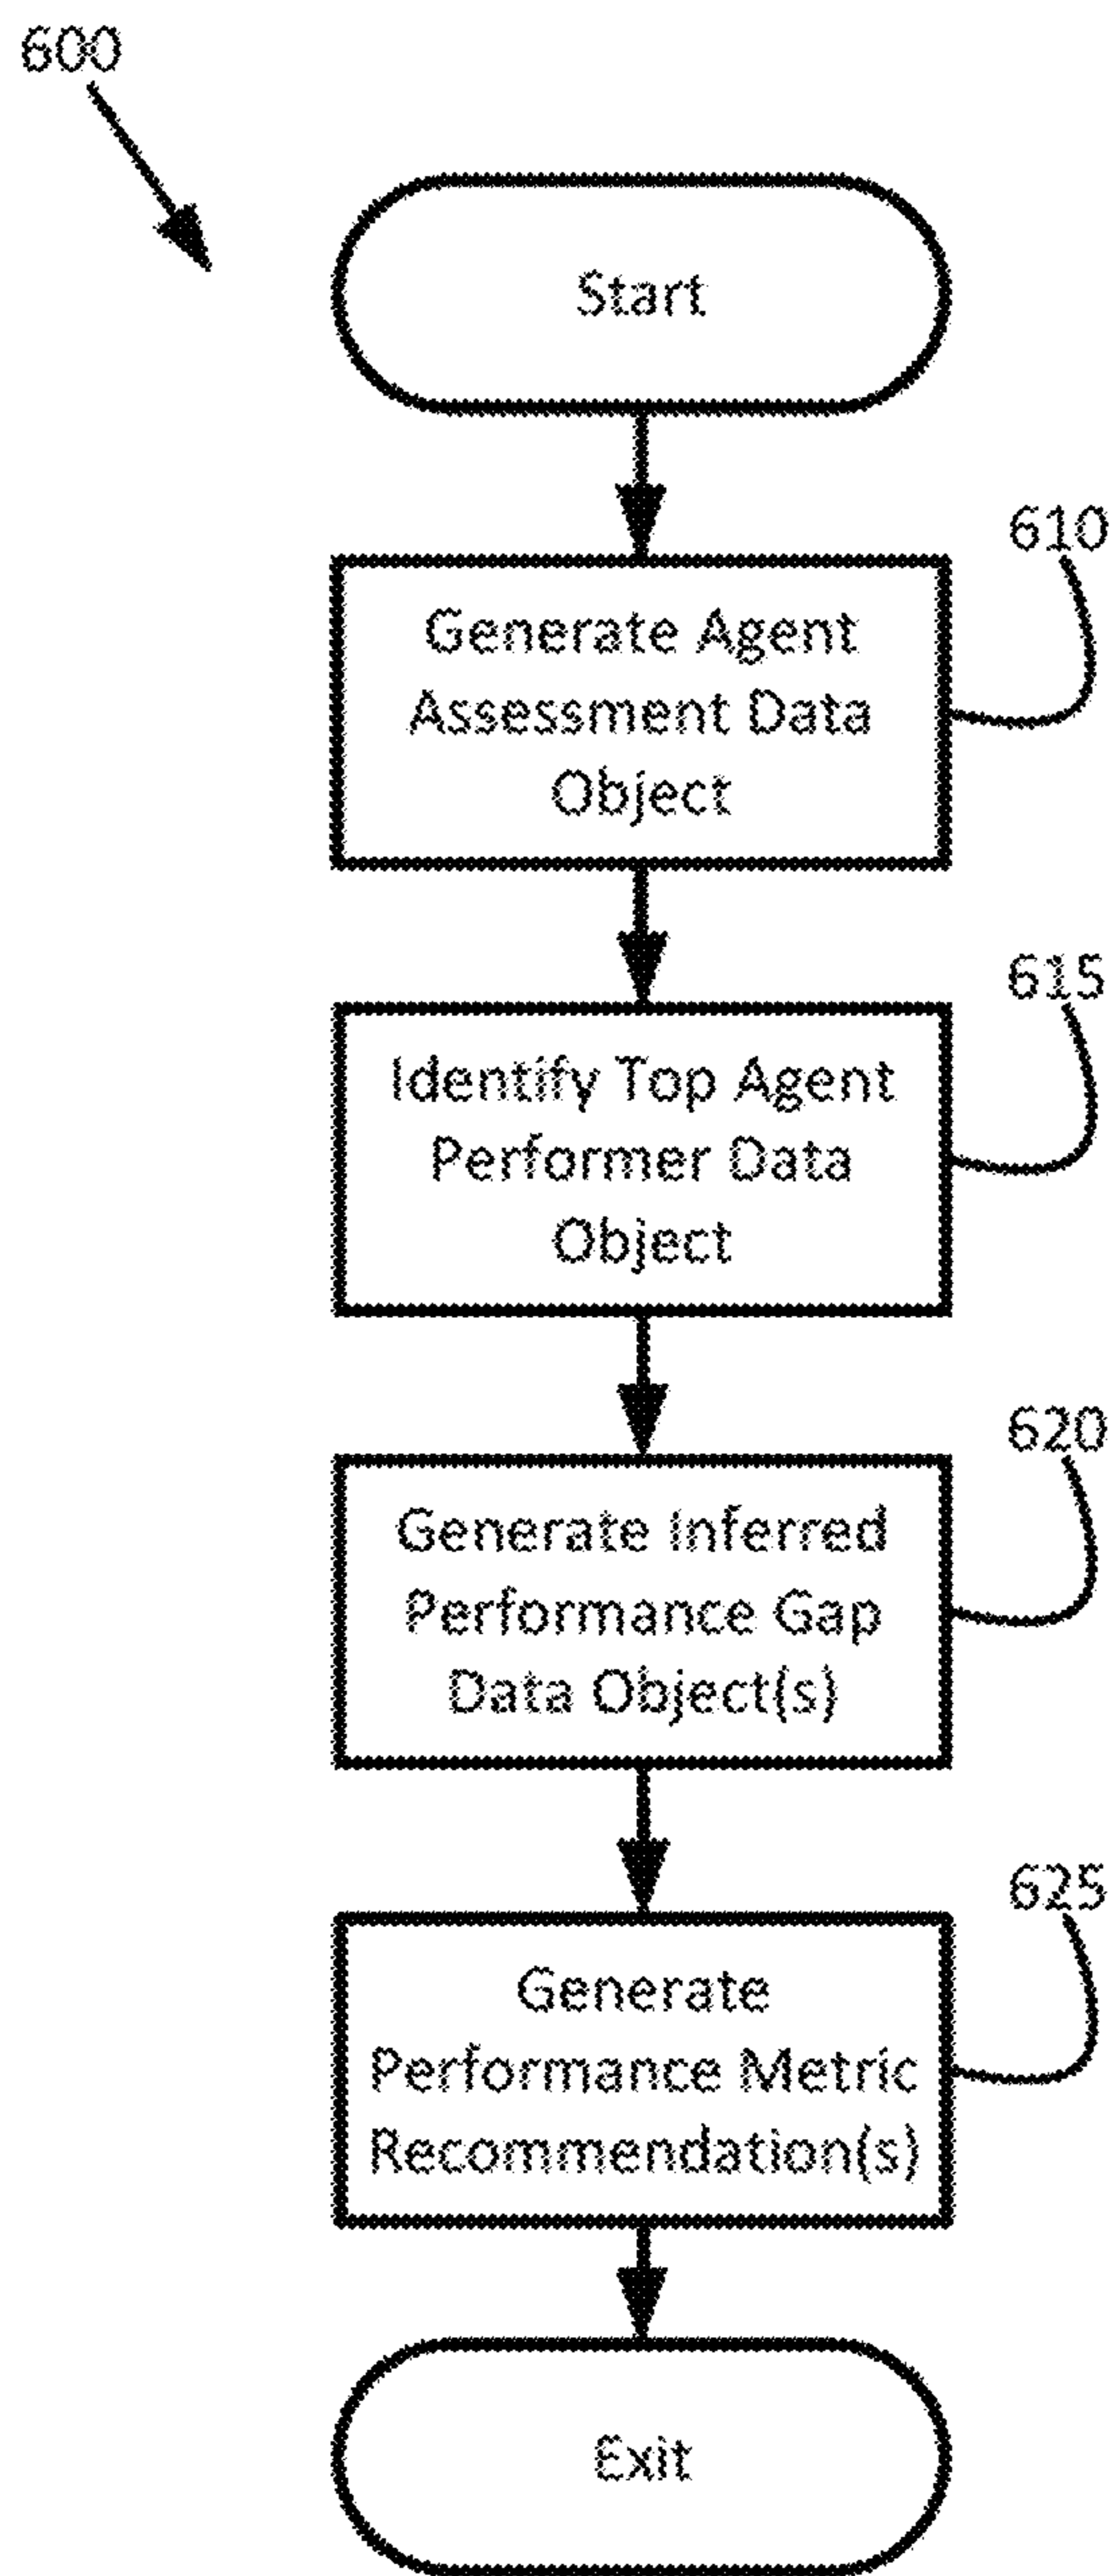 600
Start
610
Generate Agent
Assessment Data
Object
615
Identify Top Agent
Performer Data
Object
620
Generate Inferred
Performance Gap
Data Object(s)
625
Generate
Performance Metric
Recommendation(s)
Exit